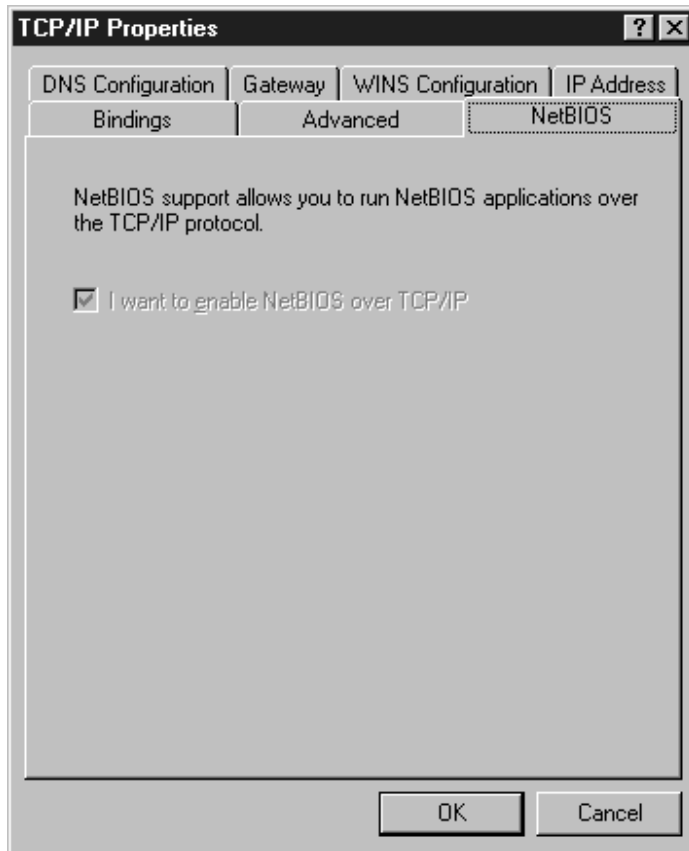 TCP/IP Properties
DNS Configuration Gateway WINS Configuration IP Address
Bindings Advanced NetBIOS
NetBIOS support allows you to run NetBIOS applications over
the TCP/IP protocol.
I want to enable NetBIOS over TCP/IP
OK Cancel